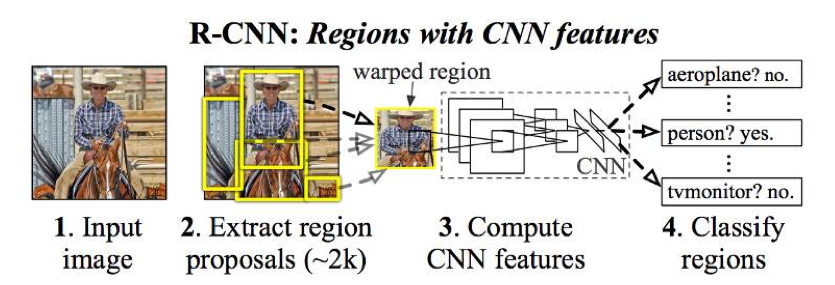 R-CNN: Regions with CNN features
warped region
aeroplane? no.
⋮
person? yes.
⋮
tvmonitor? no.
CNN
1. Input
image
2. Extract region
proposals (~2k)
3. Compute
CNN features
4. Classify
regions